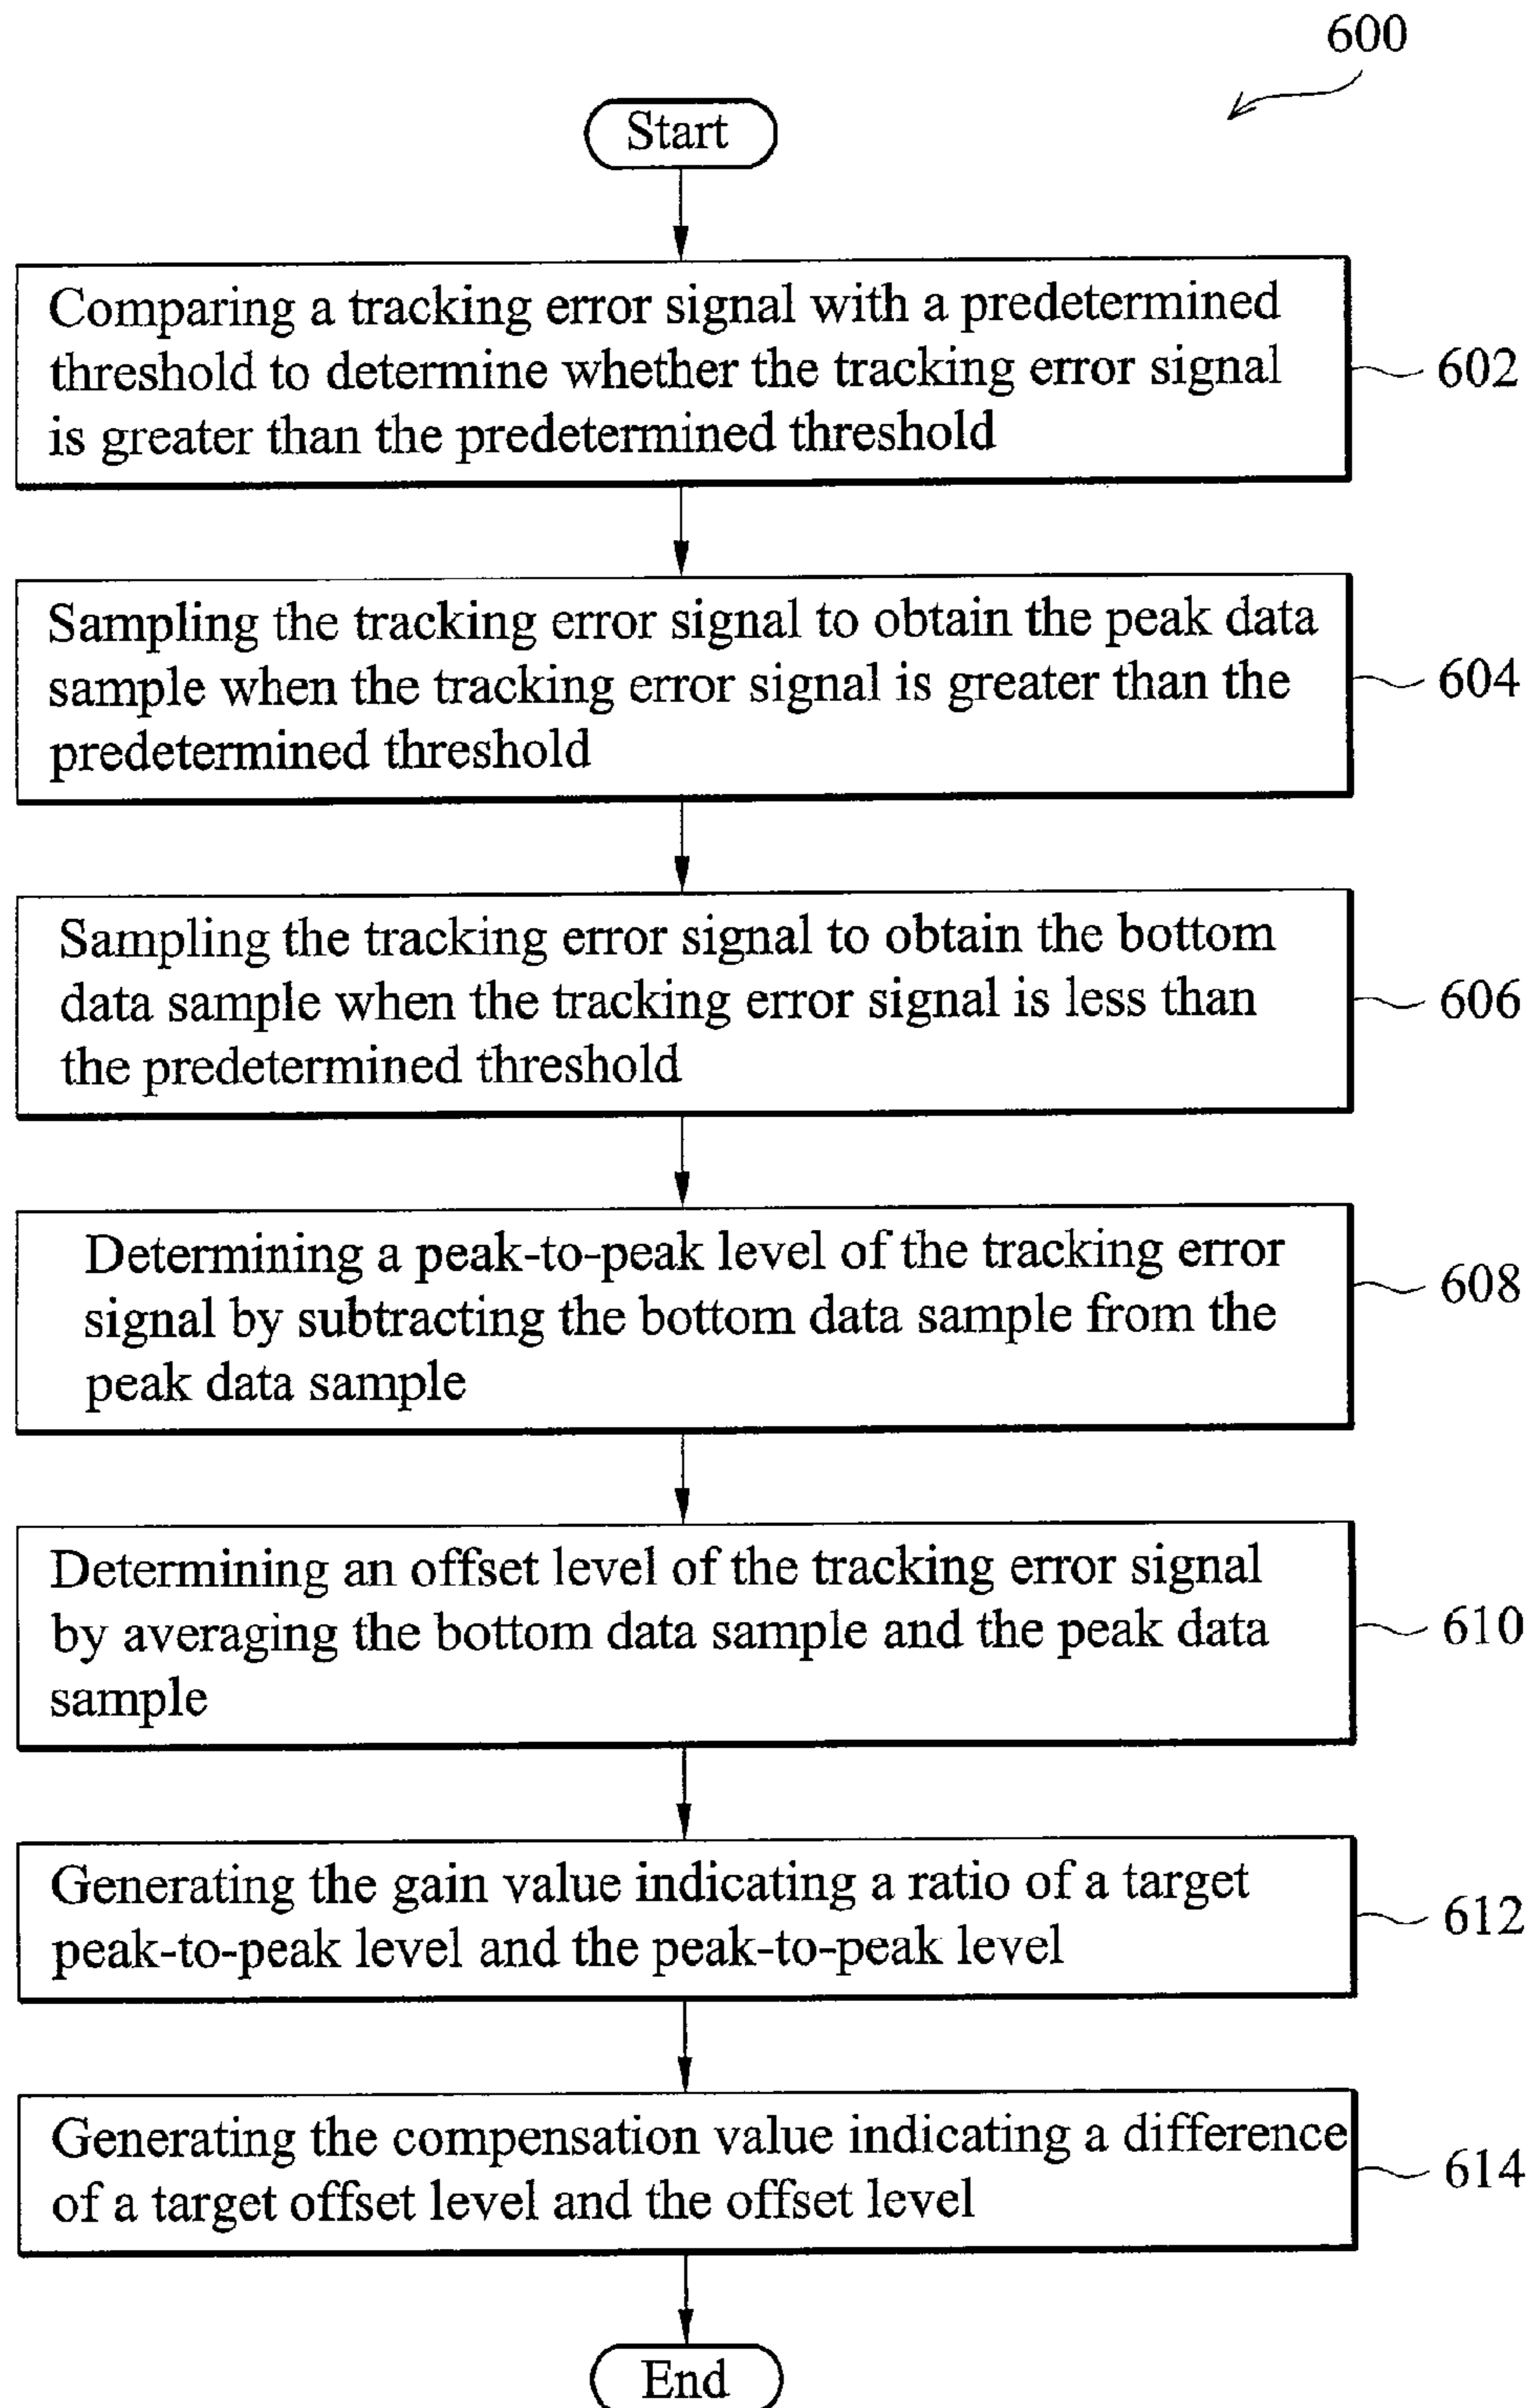 600
Start
Comparing a tracking error signal with a predetermined
threshold to determine whether the tracking error signal
is greater than the predetermined threshold
602
Sampling the tracking error signal to obtain the peak data
sample when the tracking error signal is greater than the
predetermined threshold
604
Sampling the tracking error signal to obtain the bottom
data sample when the tracking error signal is less than
the predetermined threshold
606
Determining a peak-to-peak level of the tracking error
signal by subtracting the bottom data sample from the
peak data sample
608
Determining an offset level of the tracking error signal
by averaging the bottom data sample and the peak data
sample
610
Generating the gain value indicating a ratio of a target
peak-to-peak level and the peak-to-peak level
612
Generating the compensation value indicating a difference
of a target offset level and the offset level
614
End